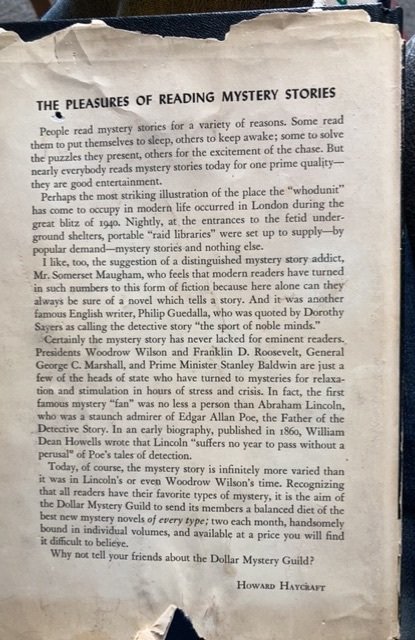 THE PLEASURES OF READING MYSTERY STORIES
People read mystery stories for a variety of reasons. Some read
them to put themselves to sleep, others to keep awake; some to solve
the puzzles they present, others for the excitement of the chase. But
nearly everybody reads mystery stories today for one prime quality—
they are good entertainment.
Perhaps the most striking illustration of the place the “whodunit”
has come to occupy in modern life occurred in London during the
great blitz of 1940. Nightly, at the entrances to the fetid under-
ground shelters, portable “raid libraries” were set up to supply—by
popular demand—mystery stories and nothing else.
I like, too, the suggestion of a distinguished mystery story addict,
Mr. Somerset Maugham, who feels that modern readers have turned
in such numbers to this form of fiction because here alone can they
always be sure of a novel which tells a story. And it was another
famous English writer, Philip Guedalla, who was quoted by Dorothy
Sayers as calling the detective story “the sport of noble minds.”
Certainly the mystery story has never lacked for eminent readers.
Presidents Woodrow Wilson and Franklin D. Roosevelt, General
George C. Marshall, and Prime Minister Stanley Baldwin are just a
few of the heads of state who have turned to mysteries for relaxa-
tion and stimulation in hours of stress and crisis. In fact, the first
famous mystery “fan” was no less a person than Abraham Lincoln,
who was a staunch admirer of Edgar Allan Poe, the Father of the
Detective Story. In an early biography, published in 1860, William
Dean Howells wrote that Lincoln “suffers no year to pass without a
perusal” of Poe's tales of detection.
Today, of course, the mystery story is infinitely more varied than
it was in Lincoln's or even Woodrow Wilson's time. Recognizing
that all readers have their favorite types of mystery, it is the aim of
the Dollar Mystery Guild to send its members a balanced diet of the
best new mystery novels of every type; two each month, handsomely
bound in individual volumes, and available at a price you will find
it difficult to believe.
Why not tell your friends about the Dollar Mystery Guild?
HOWARD HAYCRAFT